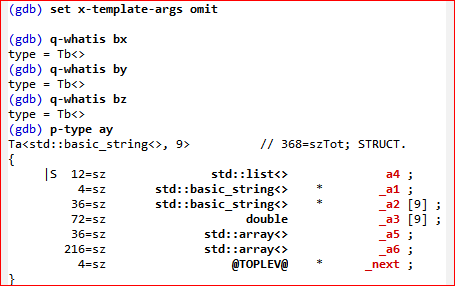 (gdb) set x-template-args omit
(gdb) q-whatis bx
type = Tb<>
(gdb) q-whatis by
type = Tb<>
(gdb) q-whatis bz
type = Tb<>
(gdb) p-type ay
Ta<std::basic_string<>, 9> // 368=szTot; STRUCT.
{
|S 12=sz std::list<> a4 ;
4=sz std::basic_string<> * _a1 ;
36=sz std::basic_string<> * _a2 [9] ;
72=sz double _a3 [9] ;
36=sz std::array<> _a5 ;
216=sz std::array<> _a6 ;
4=sz @TOPLEV@ * _next ;
}